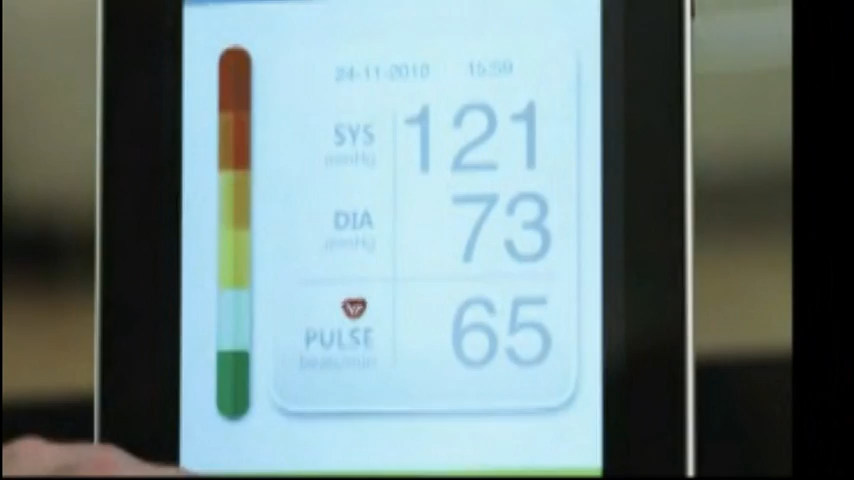 24-11-2010 15:59
SYS 121
mmHg
DIA 73
mmHg
PULSE 65
beats/min